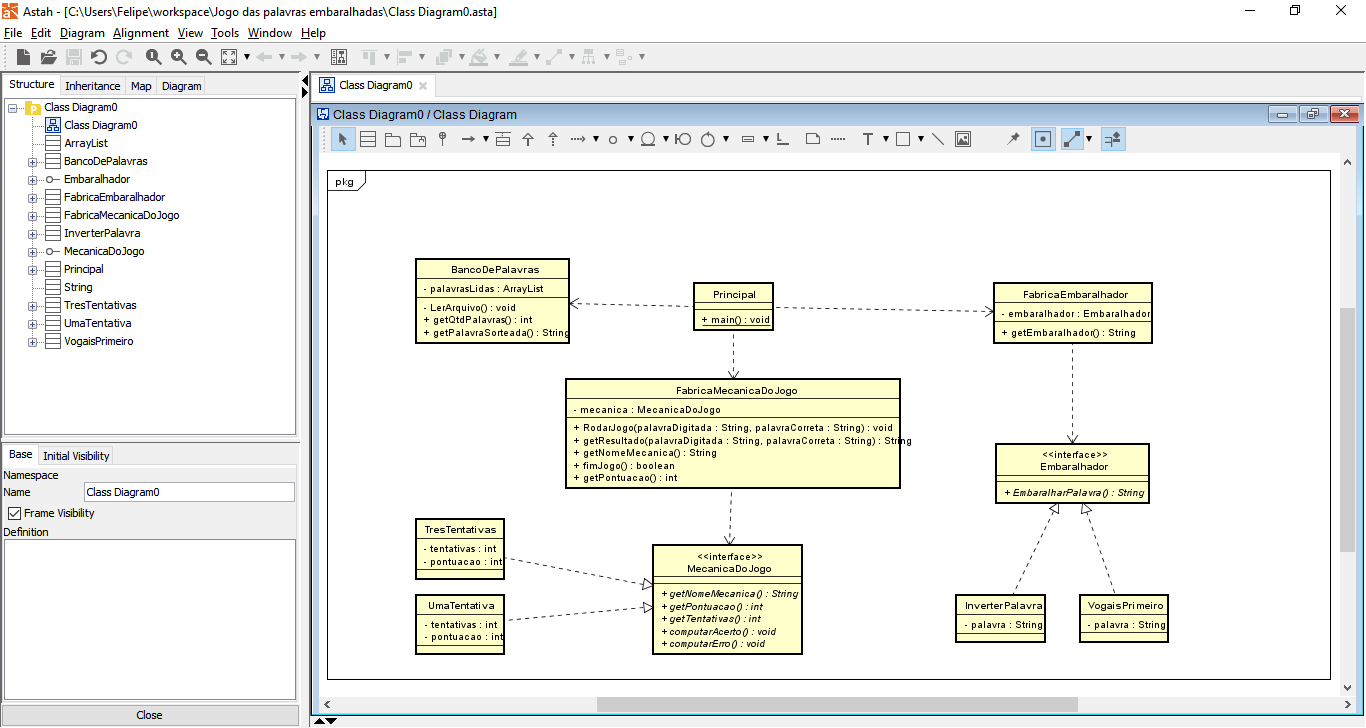 Astah - [C:\Users\Felipe\workspace\Jogo das palavras embaralhadas\Class Diagram0.asta]
File Edit Diagram Alignment View Tools Window Help
Structure Inheritance Map Diagram
Class Diagram0
Class Diagram0
ArrayList
BancoDePalavras
Embaralhador
FabricaEmbaralhador
FabricaMecanicaDoJogo
InverterPalavra
MecanicaDoJogo
Principal
String
TresTentativas
UmaTentativa
VogaisPrimeiro
Base Initial Visibility
Namespace
Name Class Diagram0
Frame Visibility
Definition
Close
Class Diagram0
Class Diagram0 / Class Diagram
pkg
BancoDePalavras
- palavrasLidas : ArrayList
- LerArquivo() : void
+ getQtdPalavras() : int
+ getPalavraSorteada() : String
Principal
+ main() : void
FabricaEmbaralhador
- embaralhador : Embaralhador
+ getEmbaralhador() : String
FabricaMecanicaDoJogo
- mecanica : MecanicaDoJogo
+ RodarJogo(palavraDigitada : String, palavraCorreta : String) : void
+ getResultado(palavraDigitada : String, palavraCorreta : String) : String
+ getNomeMecanica() : String
+ fimJogo() : boolean
+ getPontuacao() : int
<<interface>>
Embaralhador
+ EmbaralharPalavra() : String
TresTentativas
- tentativas : int
- pontuacao : int
UmaTentativa
- tentativas : int
- pontuacao : int
<<interface>>
MecanicaDoJogo
+ getNomeMecanica() : String
+ getPontuacao() : int
+ getTentativas() : int
+ computarAcerto() : void
+ computarErro() : void
InverterPalavra
- palavra : String
VogaisPrimeiro
- palavra : String